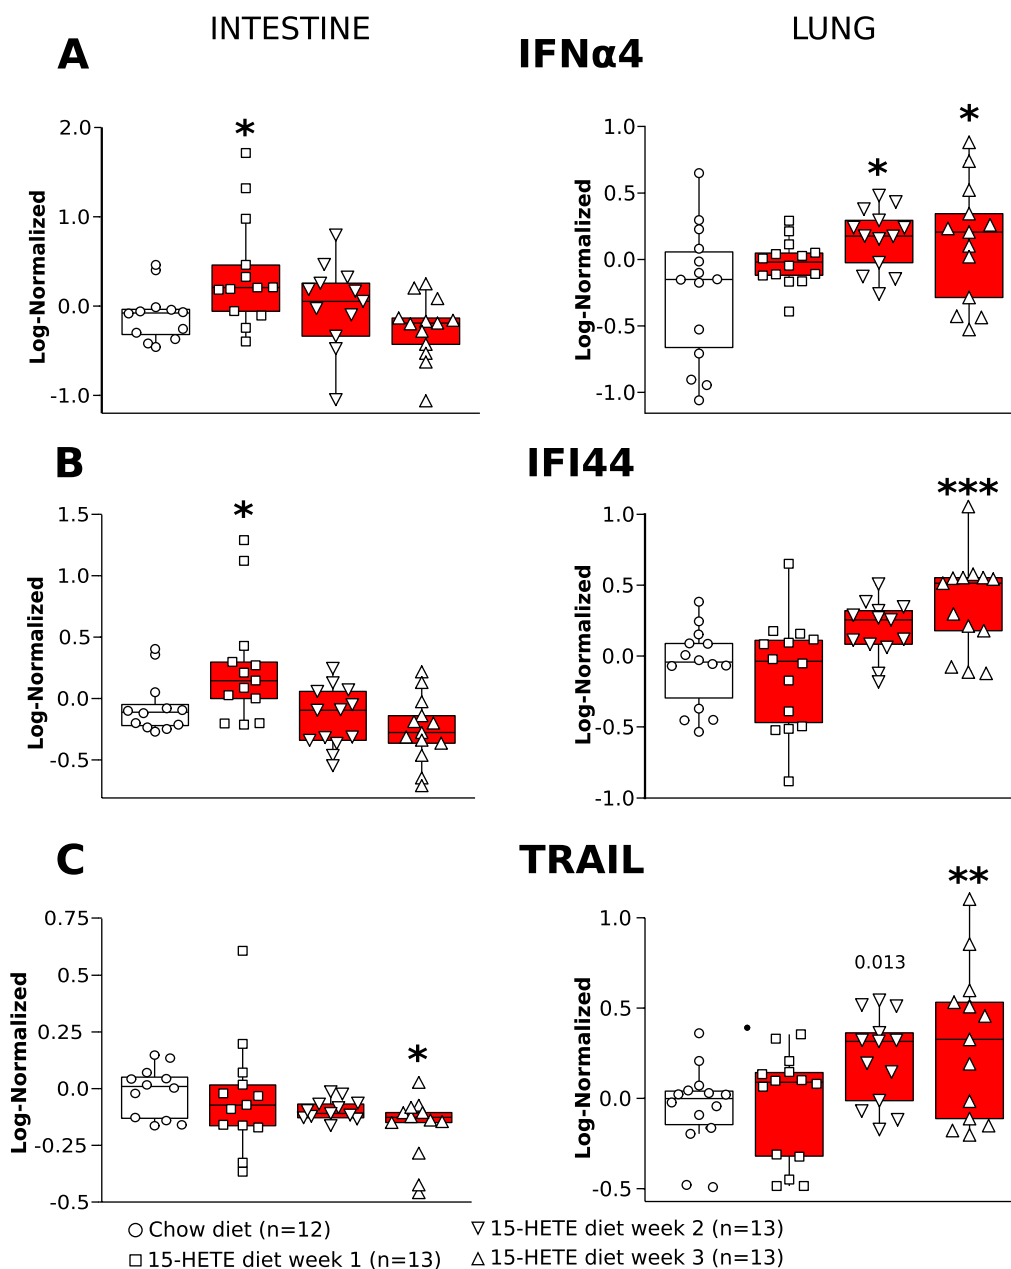 INTESTINE LUNG
A IFNα4
* * *
2.0 1.0
1.0 0.5
0.0 0.0
-1.0 -0.5
-1.0
Log-Normalized Log-Normalized
B IFI44
* ***
1.5 1.0
1.0 0.5
0.5 0.0
0.0 -0.5
-0.5 -1.0
Log-Normalized Log-Normalized
C TRAIL
* **
0.013
0.75 1.0
0.5 0.5
0.25 0.0
0.0 -0.5
-0.25
-0.5
Log-Normalized Log-Normalized
Chow diet (n=12) 15-HETE diet week 2 (n=13)
15-HETE diet week 1 (n=13) 15-HETE diet week 3 (n=13)